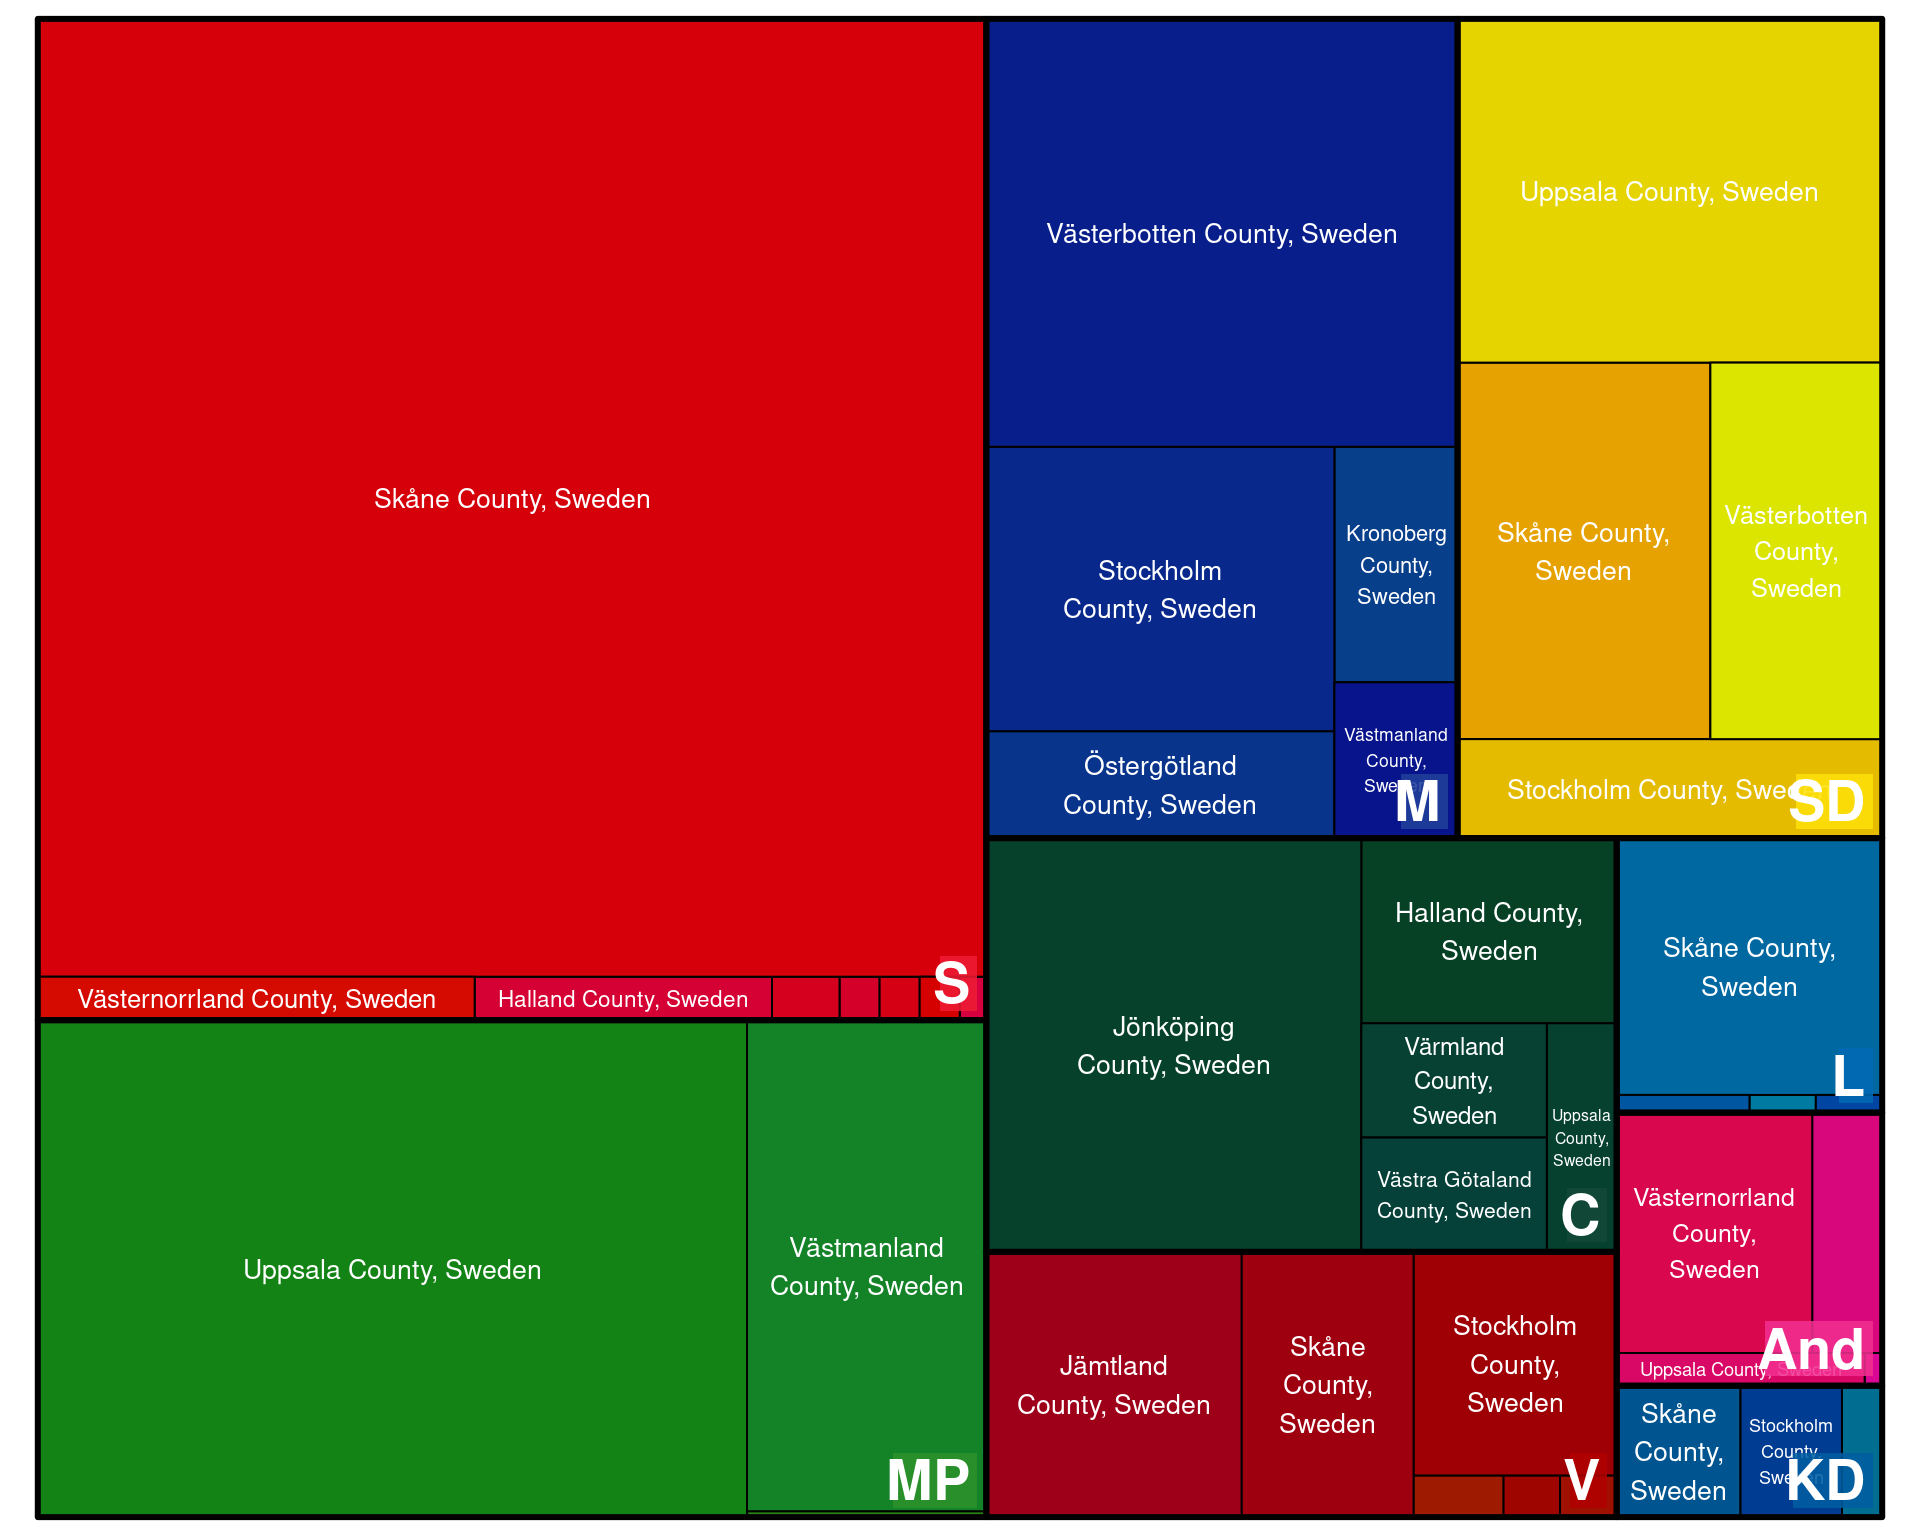 Skåne County, Sweden
Västernorrland County, Sweden
Halland County, Sweden
S
Uppsala County, Sweden
Västmanland
County, Sweden
MP
Västerbotten County, Sweden
Stockholm
County, Sweden
Kronoberg
County,
Sweden
Östergötland
County, Sweden
Västmanland
County,
Sweden
M
Uppsala County, Sweden
Skåne County,
Sweden
Västerbotten
County,
Sweden
Stockholm County, Sweden
SD
Jönköping
County, Sweden
Halland County,
Sweden
Värmland
County,
Sweden
Västra Götaland
County, Sweden
Uppsala
County,
Sweden
C
Skåne County,
Sweden
L
Västernorrland
County,
Sweden
Uppsala County, Sweden
And
Jämtland
County, Sweden
Skåne
County,
Sweden
Stockholm
County,
Sweden
V
Skåne
County,
Sweden
Stockholm
County,
Sweden
KD